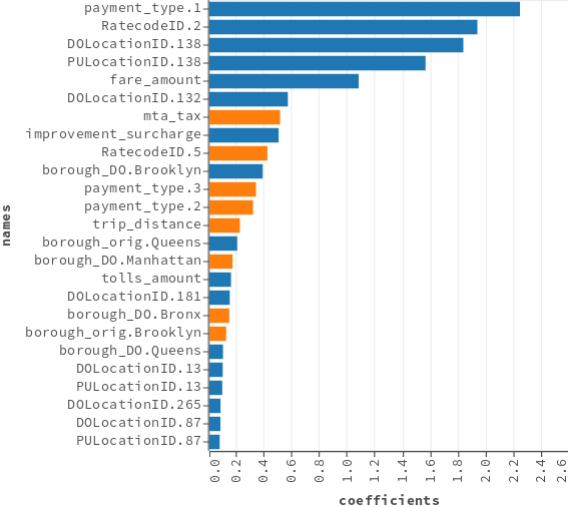 payment_type.1
RatecodeID.2
DOLocationID.138
PULocationID.138
fare_amount
DOLocationID.132
mta_tax
improvement_surcharge
RatecodeID.5
borough_DO.Brooklyn
payment_type.3
payment_type.2
trip_distance
borough_orig.Queens
borough_DO.Manhattan
tolls_amount
DOLocationID.181
borough_DO.Bronx
borough_orig.Brooklyn
borough_DO.Queens
DOLocationID.13
PULocationID.13
DOLocationID.265
DOLocationID.87
PULocationID.87
names
0.0 0.2 0.4 0.6 0.8 1.0 1.2 1.4 1.6 1.8 2.0 2.2 2.4 2.6
coefficients